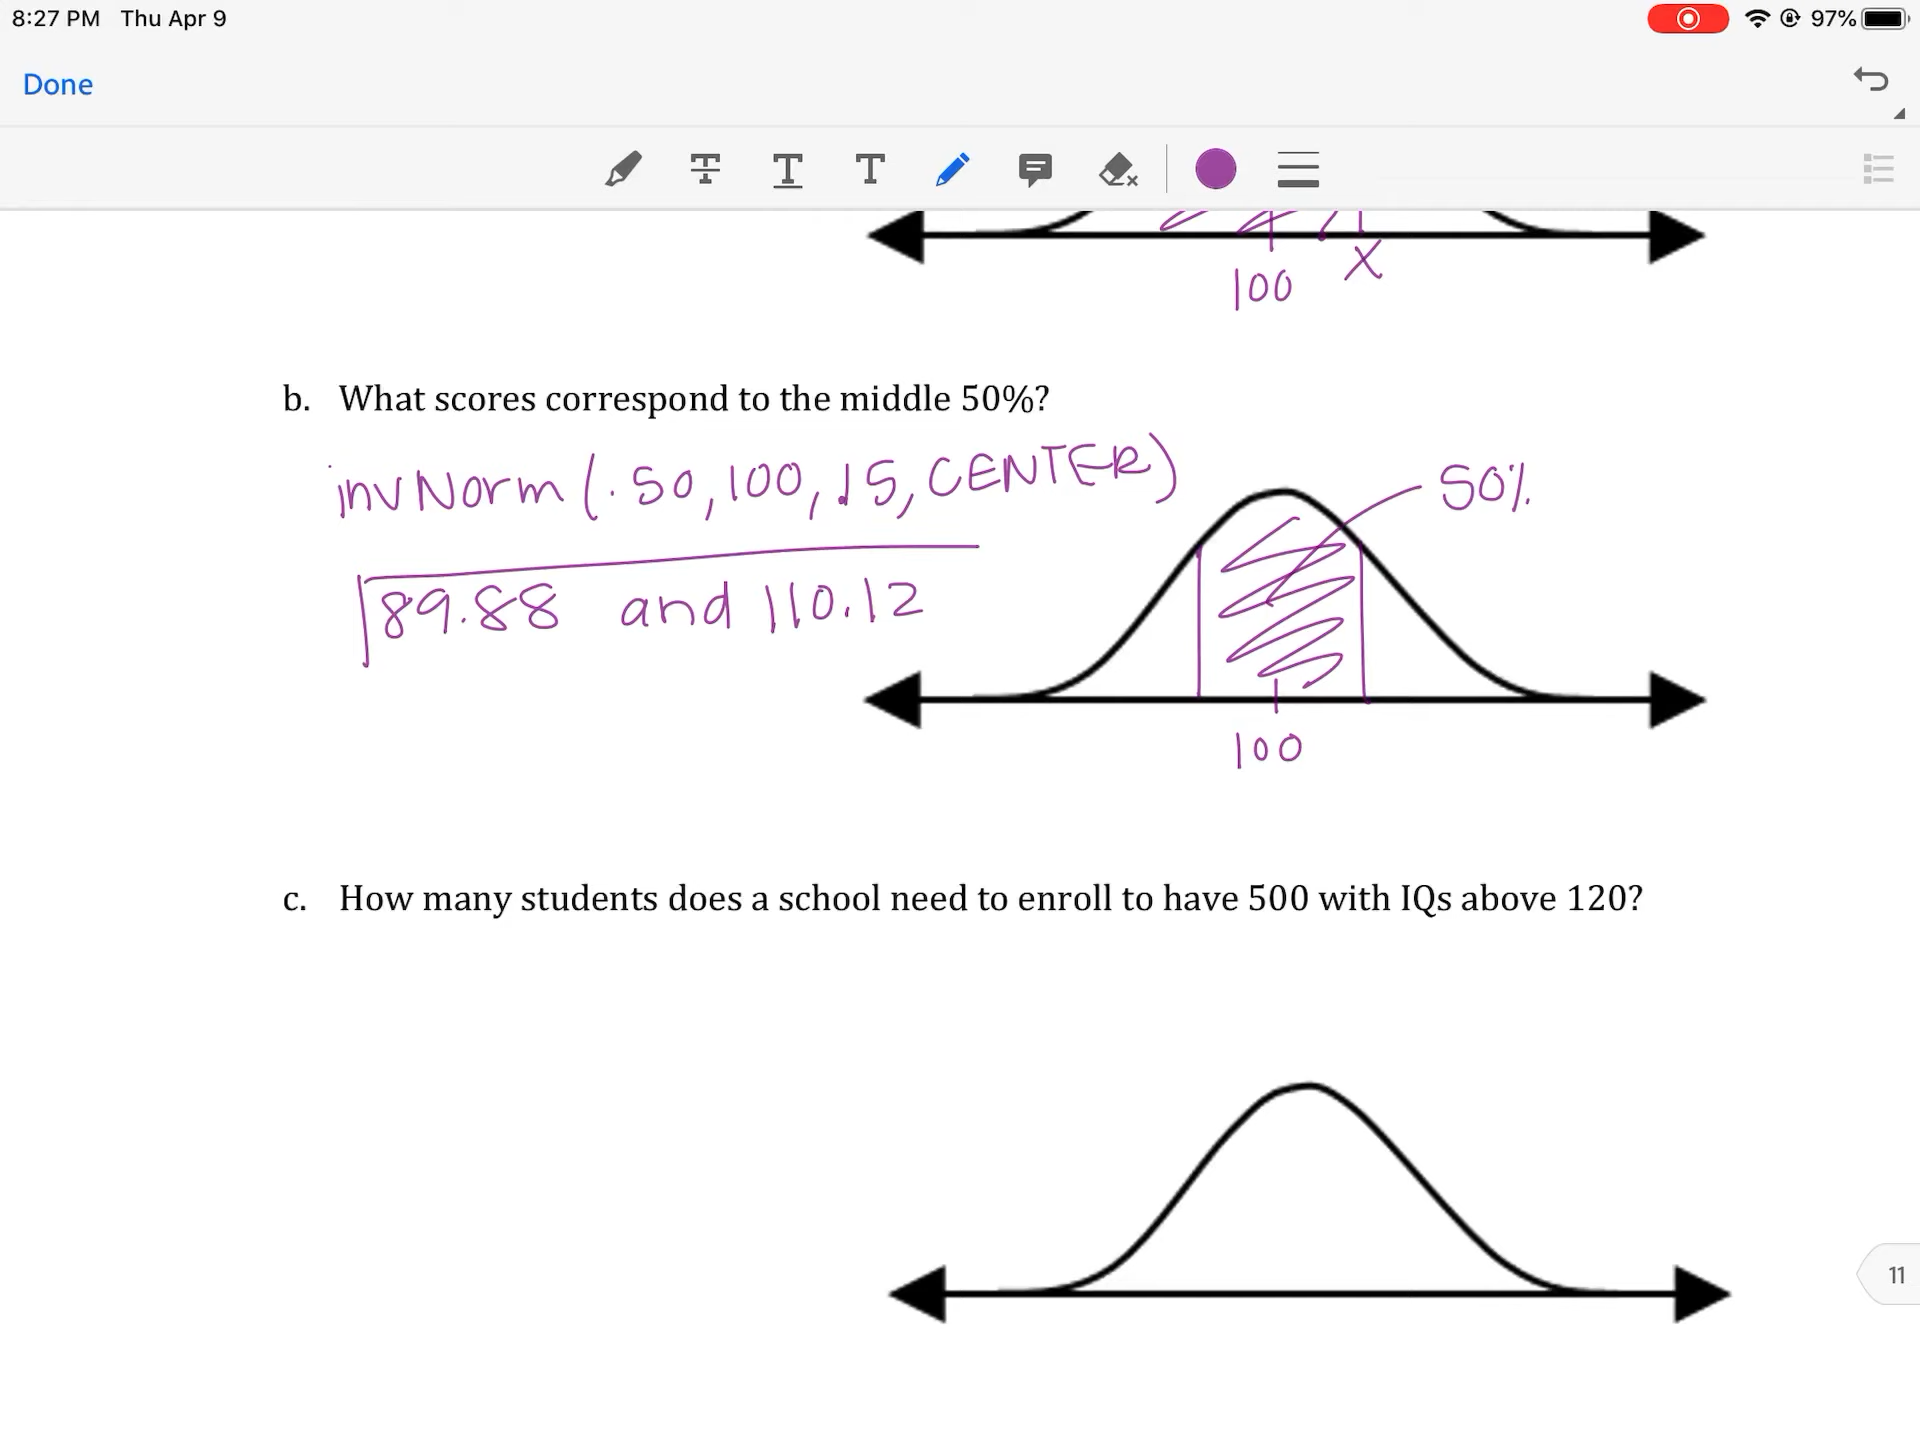 8:27 PM Thu Apr 9 97%
Done
100 X
b. What scores correspond to the middle 50%?
invNorm (.50, 100, 15, CENTER)
50%
89.88 and 110.12
100
c. How many students does a school need to enroll to have 500 with IQs above 120?
11